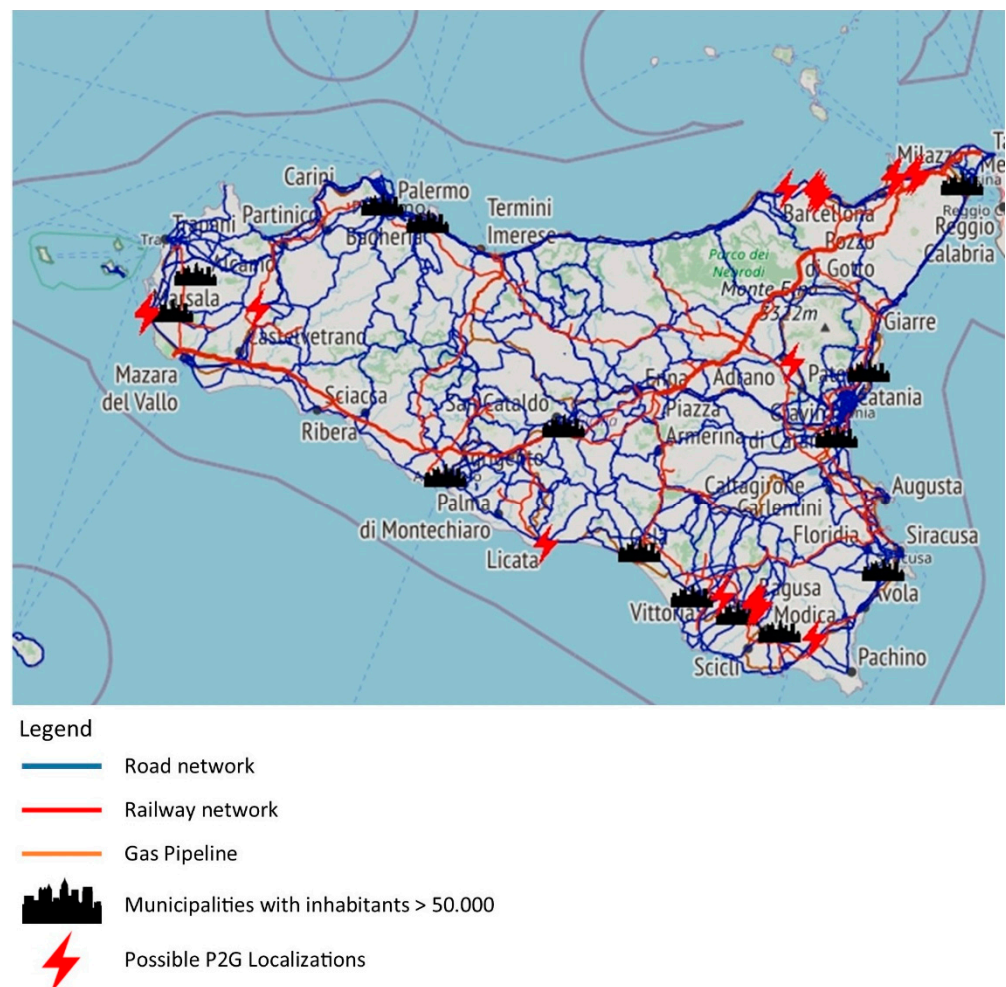 Milazzo
Carini
Palermo
Partinico
Termini
Imerese
Bagheria
Barcellona
Pozzo
di Gotto
Reggio
Reggio
Calabria
Parco dei
Nebrodi
Monte Etna
3322m
Trapani
Alcamo
Marsala
Castelvetrano
Giarre
Mazara
del Vallo
Sciacca
Ribera
San Cataldo
Enna
Adrano
Catania
Piazza
Armerina
Agrigento
Palma
di Montechiaro
Licata
Caltagirone
Carlentini
Augusta
Floridia
Siracusa
Avola
Vittoria
Ragusa
Modica
Scicli
Pachino
Legend
Road network
Railway network
Gas Pipeline
Municipalities with inhabitants > 50.000
Possible P2G Localizations